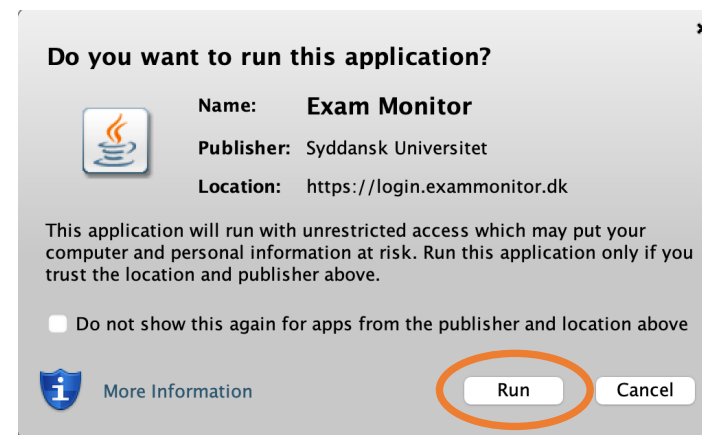 Do you want to run this application?
Name: Exam Monitor
Publisher: Syddansk Universitet
Location: https://login.exammonitor.dk
This application will run with unrestricted access which may put your
computer and personal information at risk. Run this application only if you
trust the location and publisher above.
Do not show this again for apps from the publisher and location above
More Information Run Cancel